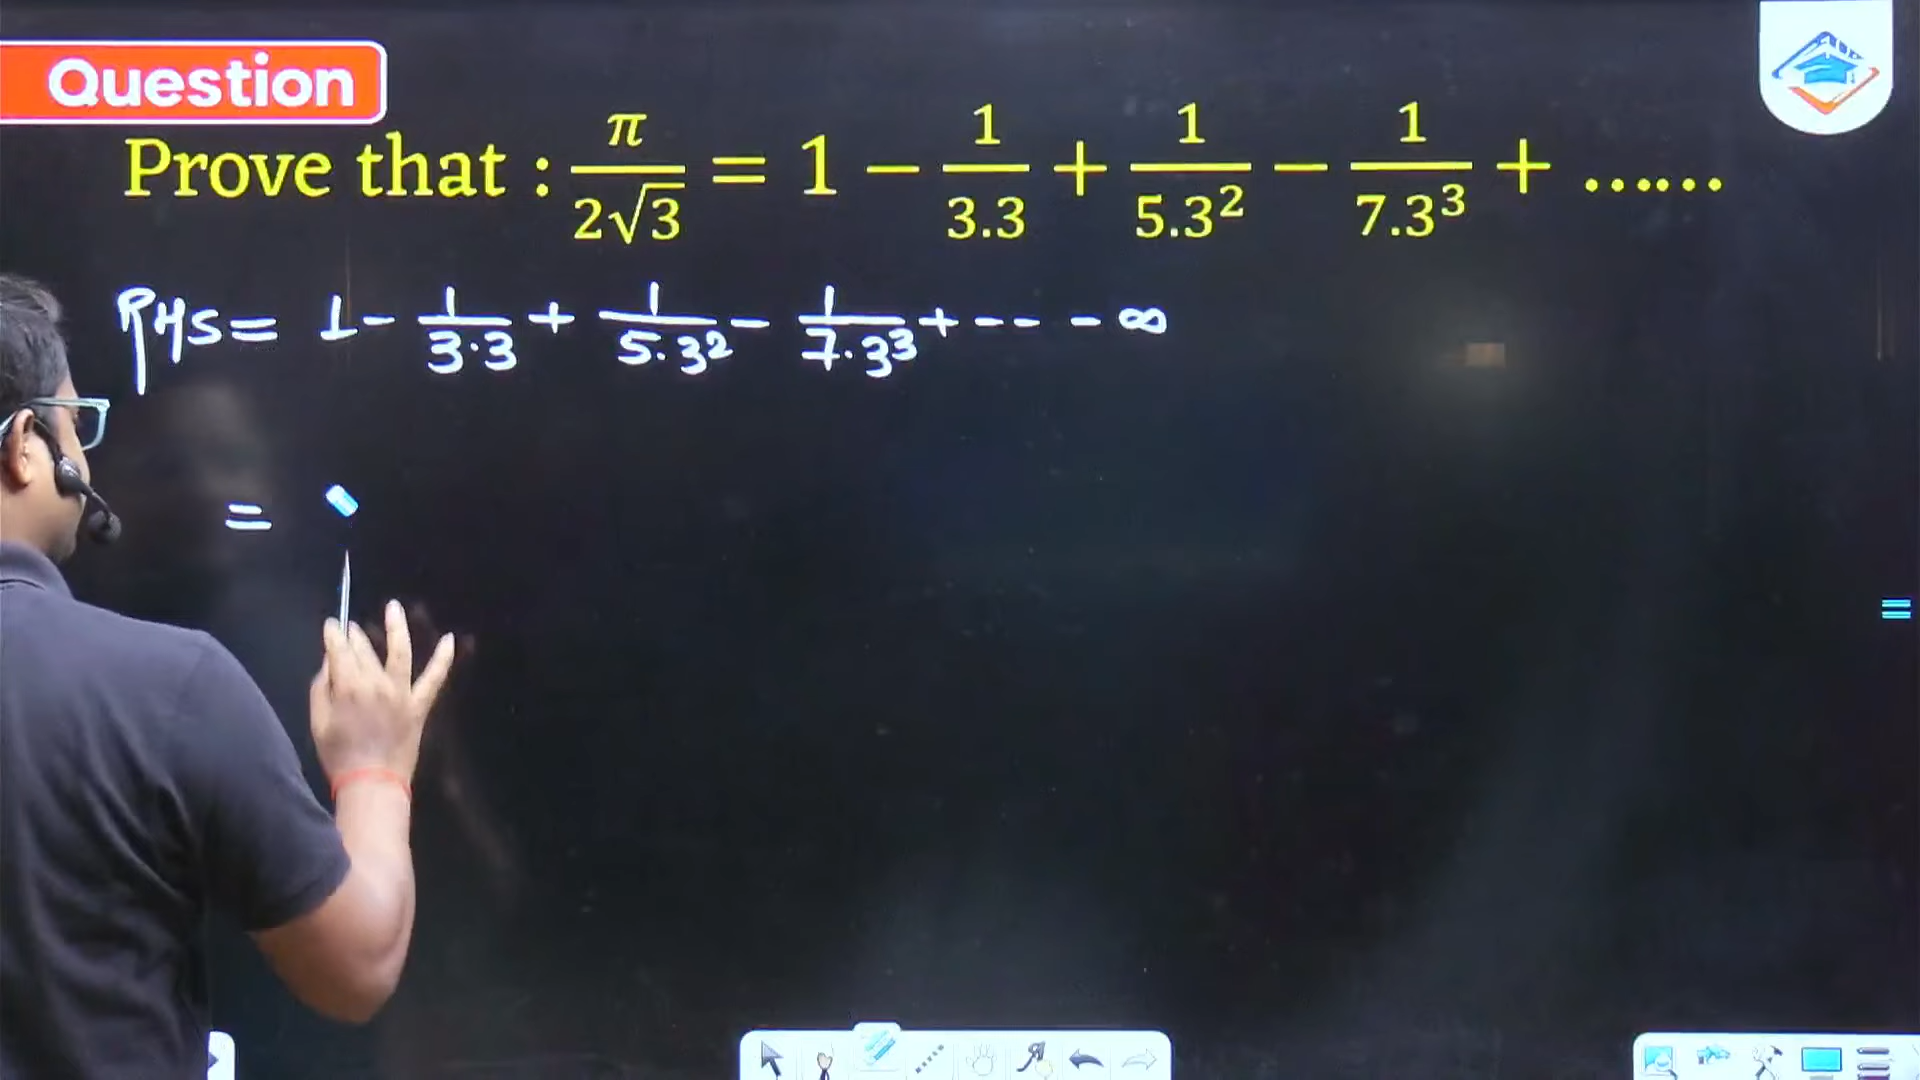 Question
Prove that : π/(2√3) = 1 − 1/3.3 + 1/5.3² − 1/7.3³ + ......
RHS = 1 − 1/3·3 + 1/5·3² − 1/7·3³ + - - - - ∞
=